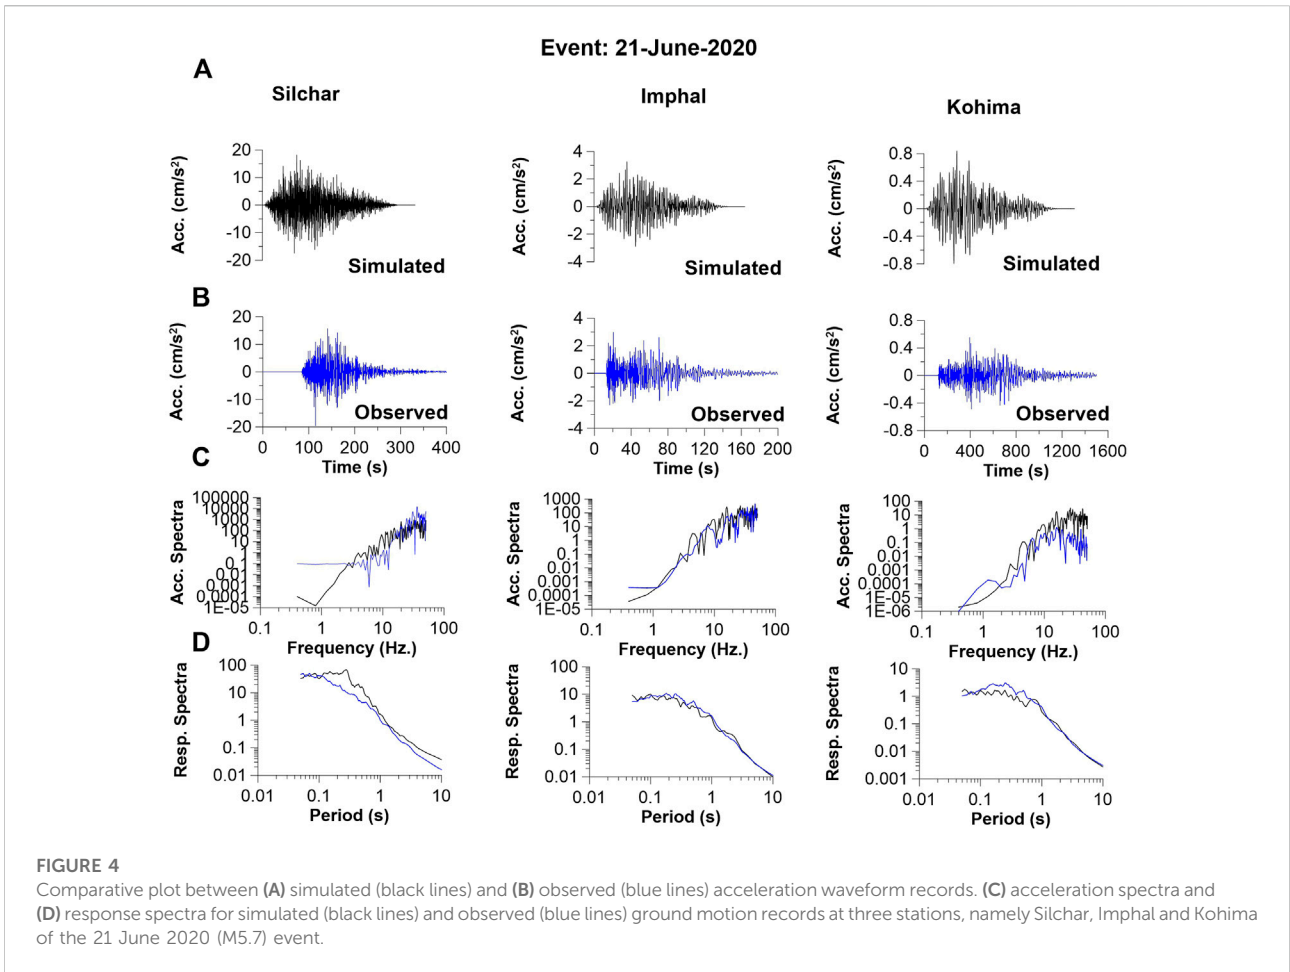 Event: 21-June-2020
A
Silchar
Imphal
Kohima
Acc. (cm/s²)
20
10
0
-10
-20
Simulated
Acc. (cm/s²)
4
2
0
-2
-4
Simulated
Acc. (cm/s²)
0.8
0.4
0
-0.4
-0.8
Simulated
B
Acc. (cm/s²)
20
10
0
-10
-20
Observed
0 100 200 300 400
Time (s)
Acc. (cm/s²)
4
2
0
-2
-4
Observed
0 40 80 120 160 200
Time (s)
Acc. (cm/s²)
0.8
0.4
0
-0.4
-0.8
Observed
0 400 800 1200 1600
Time (s)
C
Acc. Spectra
100000
10000
1000
100
10
1
0.1
0.01
0.001
0.0001
1E-05
0.1 1 10 100
Frequency (Hz.)
Acc. Spectra
1000
100
10
1
0.1
0.01
0.001
0.0001
1E-05
0.1 1 10 100
Frequency (Hz.)
Acc. Spectra
100
10
1
0.1
0.01
0.001
0.0001
1E-05
1E-06
0.1 1 10 100
Frequency (Hz.)
D
Resp. Spectra
100
10
1
0.1
0.01
0.01 0.1 1 10
Period (s)
Resp. Spectra
100
10
1
0.1
0.01
0.01 0.1 1 10
Period (s)
Resp. Spectra
10
1
0.1
0.01
0.001
0.01 0.1 1 10
Period (s)
FIGURE 4
Comparative plot between (A) simulated (black lines) and (B) observed (blue lines) acceleration waveform records. (C) acceleration spectra and
(D) response spectra for simulated (black lines) and observed (blue lines) ground motion records at three stations, namely Silchar, Imphal and Kohima
of the 21 June 2020 (M5.7) event.